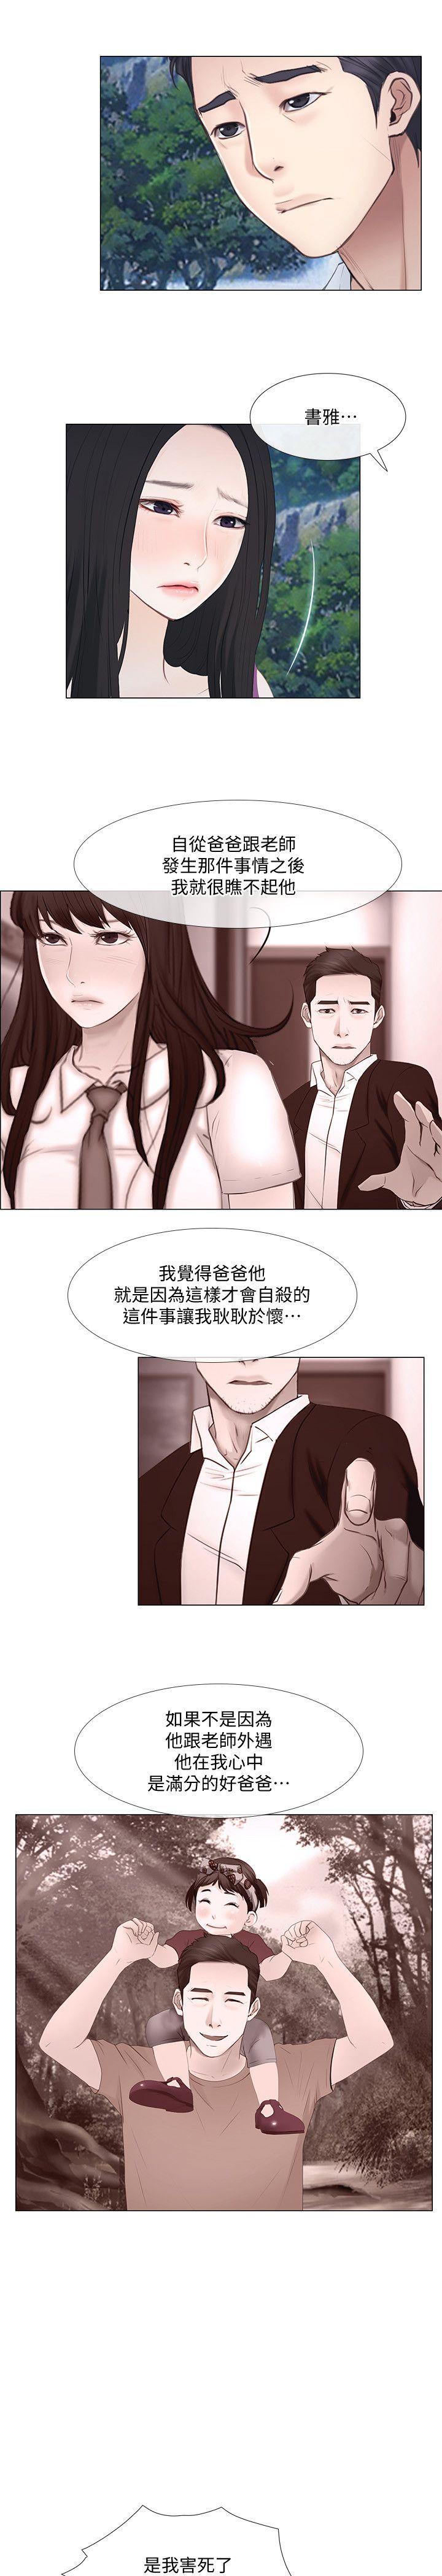 書雅⋯
自從爸爸跟老師
發生那件事情之後
我就很瞧不起他
我覺得爸爸他
就是因為這樣才會自殺的
這件事讓我耿耿於懷⋯
如果不是因為
他跟老師外遇
他在我心中
是滿分的好爸爸⋯
是我害死了